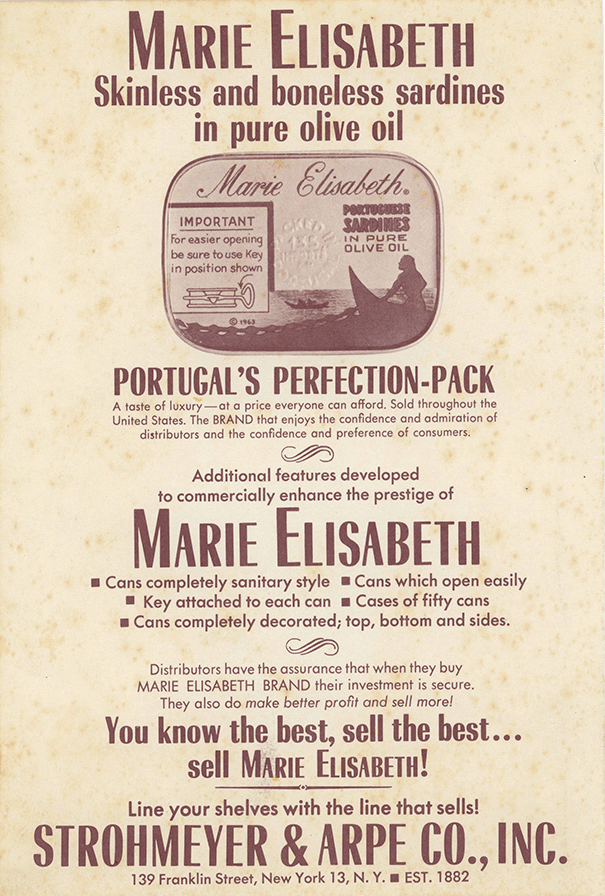 MARIE ELISABETH
Skinless and boneless sardines
in pure olive oil
Marie Elisabeth.
PORTUGUESE
SARDINES
IN PURE
OLIVE OIL
IMPORTANT
For easier opening
be sure to use Key
in position shown
© 1963
PORTUGAL'S PERFECTION-PACK
A taste of luxury—at a price everyone can afford. Sold throughout the
United States. The BRAND that enjoys the confidence and admiration of
distributors and the confidence and preference of consumers.
Additional features developed
to commercially enhance the prestige of
MARIE ELISABETH
■ Cans completely sanitary style ■ Cans which open easily
■ Key attached to each can ■ Cases of fifty cans
■ Cans completely decorated; top, bottom and sides.
Distributors have the assurance that when they buy
MARIE ELISABETH BRAND their investment is secure.
They also do make better profit and sell more!
You know the best, sell the best...
sell MARIE ELISABETH!
Line your shelves with the line that sells!
STROHMEYER & ARPE CO., INC.
139 Franklin Street, New York 13, N. Y. ■ EST. 1882